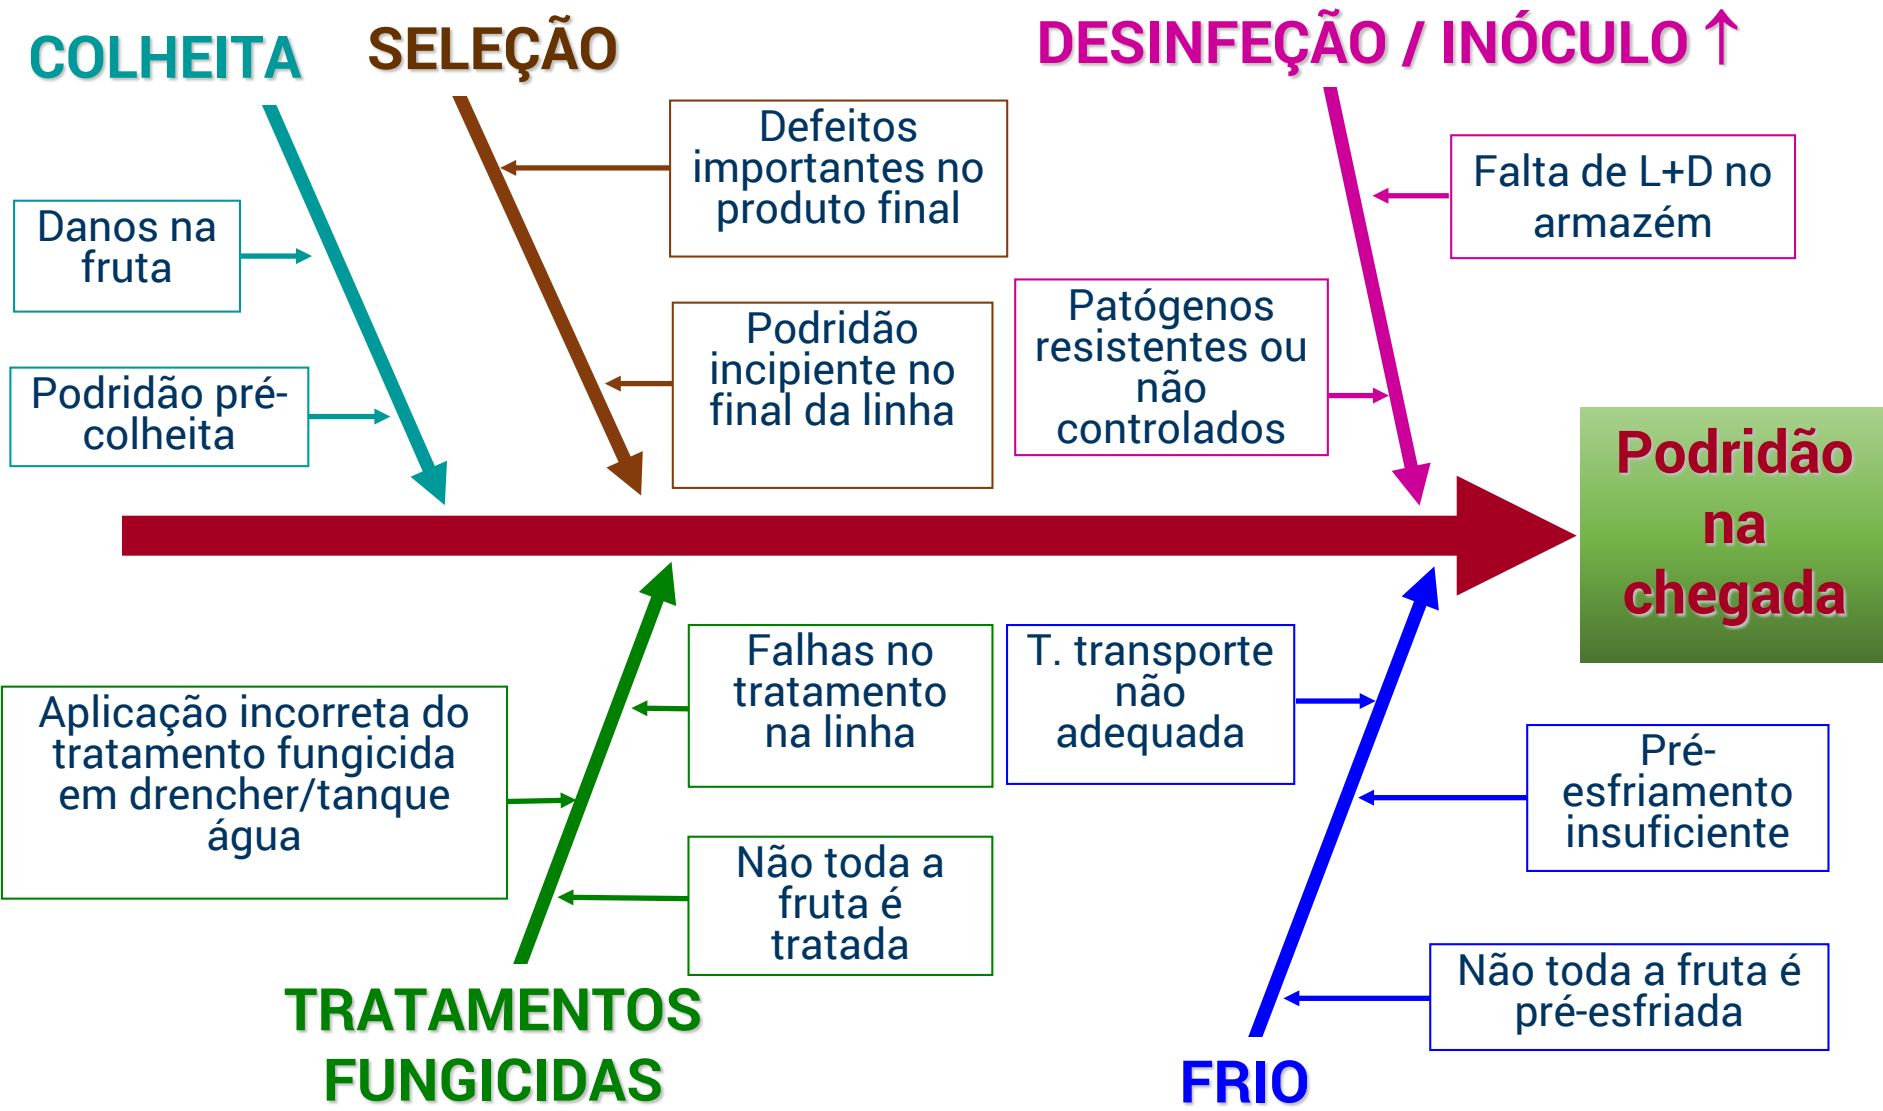 COLHEITA
SELEÇÃO
DESINFEÇÃO / INÓCULO ↑
Danos na
fruta
Podridão pré-
colheita
Defeitos
importantes no
produto final
Podridão
incipiente no
final da linha
Falta de L+D no
armazém
Patógenos
resistentes ou
não
controlados
Podridão
na
chegada
Aplicação incorreta do
tratamento fungicida
em drencher/tanque
água
Falhas no
tratamento
na linha
Não toda a
fruta é
tratada
TRATAMENTOS
FUNGICIDAS
T. transporte
não
adequada
Pré-
esfriamento
insuficiente
Não toda a fruta é
pré-esfriada
FRIO